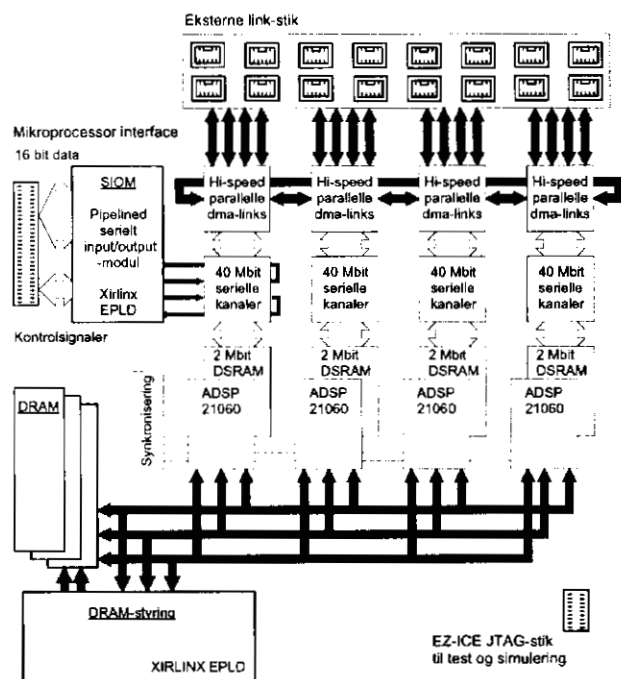 Eksterne link-stik
Mikroprocessor interface
16 bit data
SIOM
Pipelined
serielt
input/output
-modul
Xirlinx
EPLD
Kontrolsignaler
Hi-speed
parallelle
dma-links
Hi-speed
parallelle
dma-links
Hi-speed
parallelle
dma-links
Hi-speed
parallelle
dma-links
40 Mbit
serielle
kanaler
40 Mbit
serielle
kanaler
40 Mbit
serielle
kanaler
40 Mbit
serielle
kanaler
2 Mbit
DSRAM
2 Mbit
DSRAM
2 Mbit
DSRAM
2 Mbit
DSRAM
Synkronisering
ADSP
21060
ADSP
21060
ADSP
21060
ADSP
21060
DRAM
DRAM-styring
XIRLINX EPLD
EZ-ICE JTAG-stik
til test og simulering